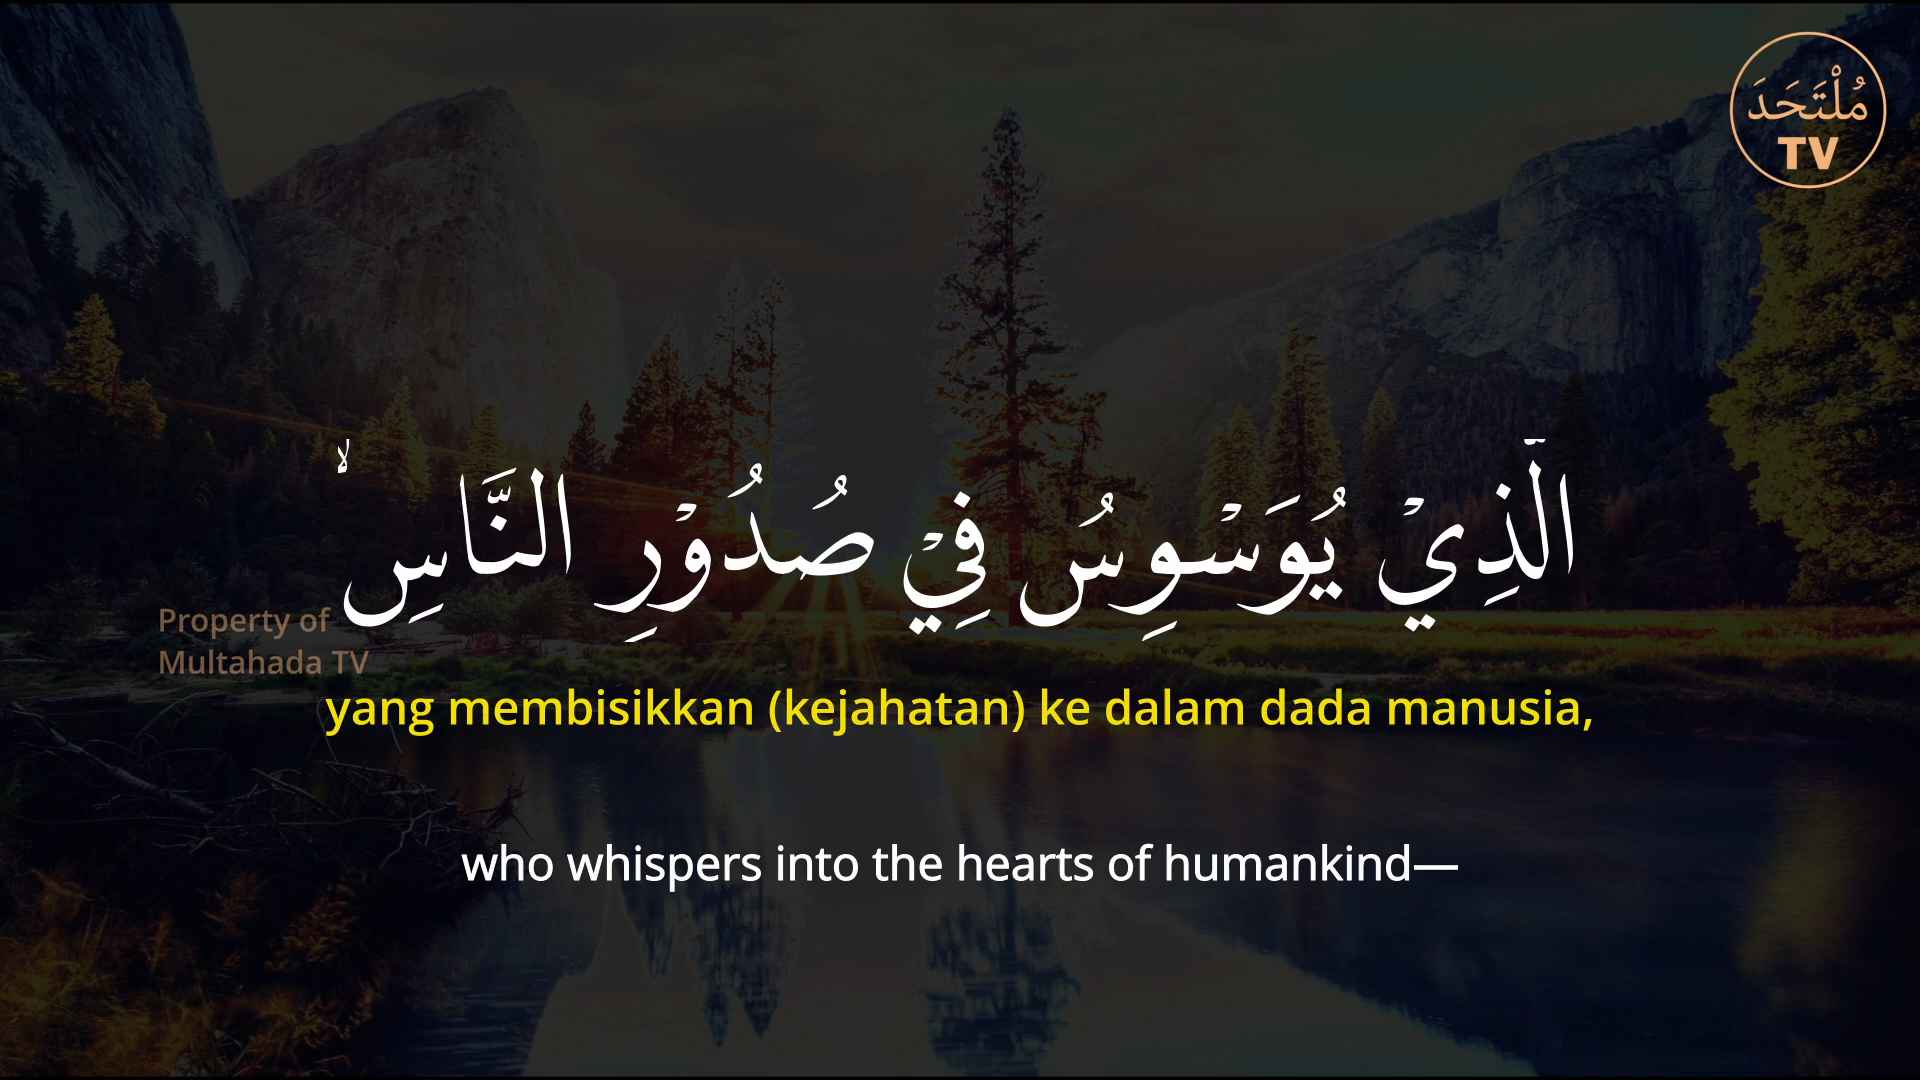 مُلْتَحَدَ
TV
الَّذِيْ يُوَسْوِسُ فِيْ صُدُوْرِ النَّاسِۙ
Property of
Multahada TV
yang membisikkan (kejahatan) ke dalam dada manusia,
who whispers into the hearts of humankind—